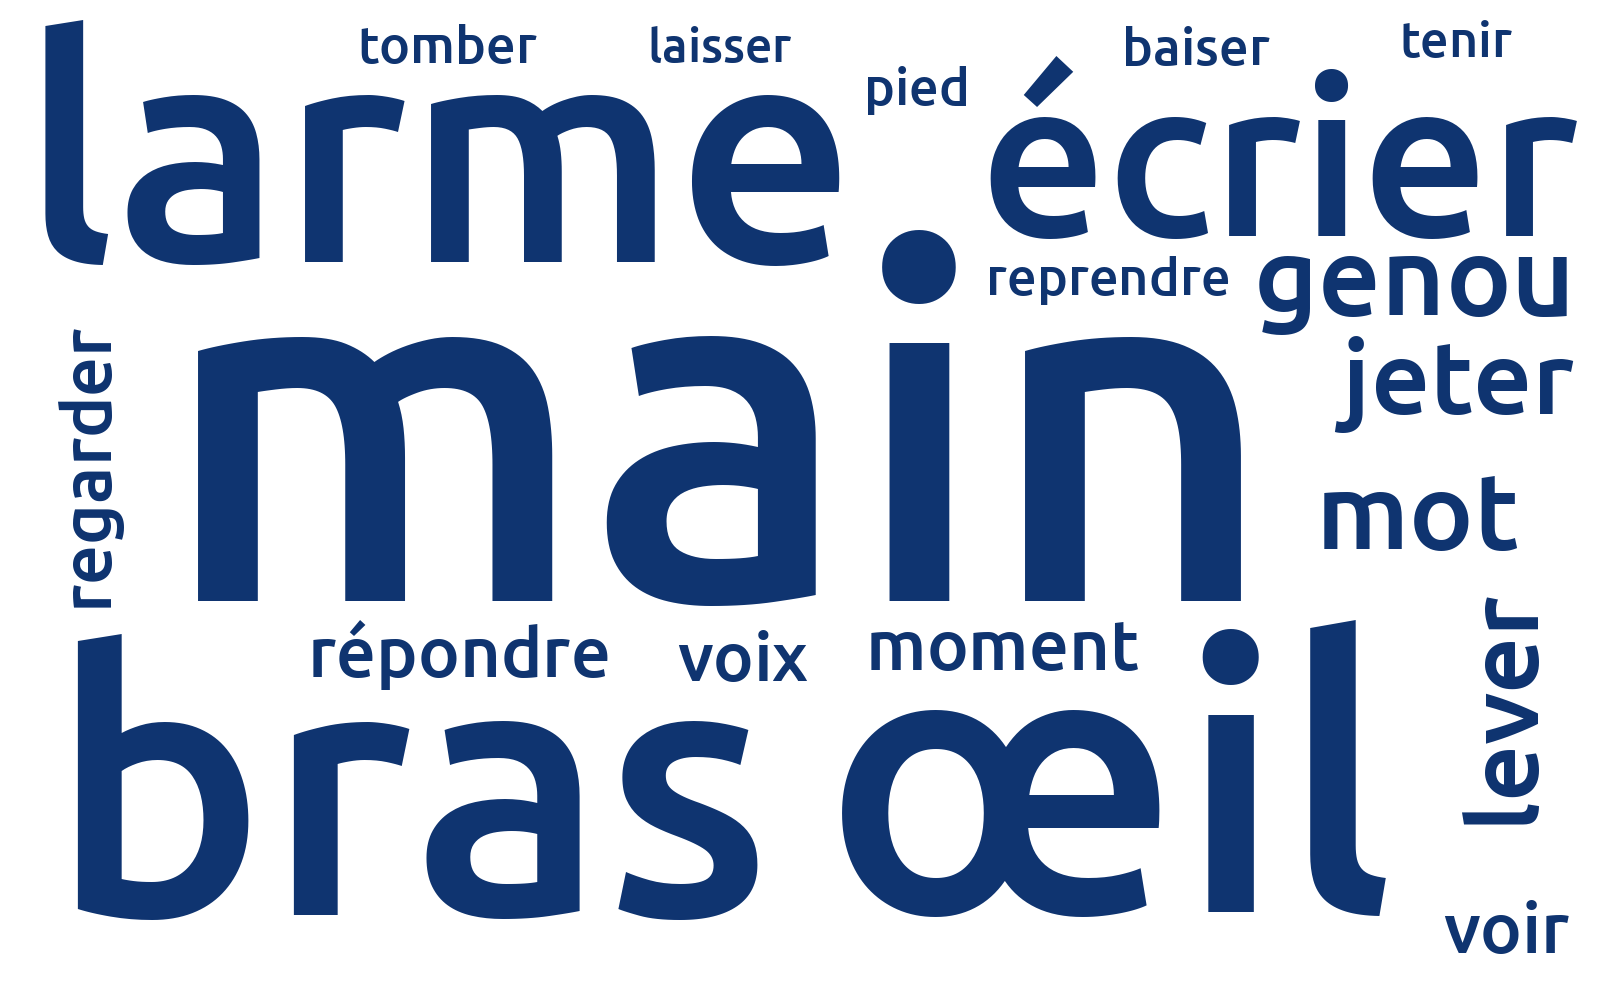 tomber
laisser
baiser
tenir
pied
larme
écrier
reprendre
genou
jeter
regarder
main
mot
répondre
voix
moment
lever
bras
œil
voir